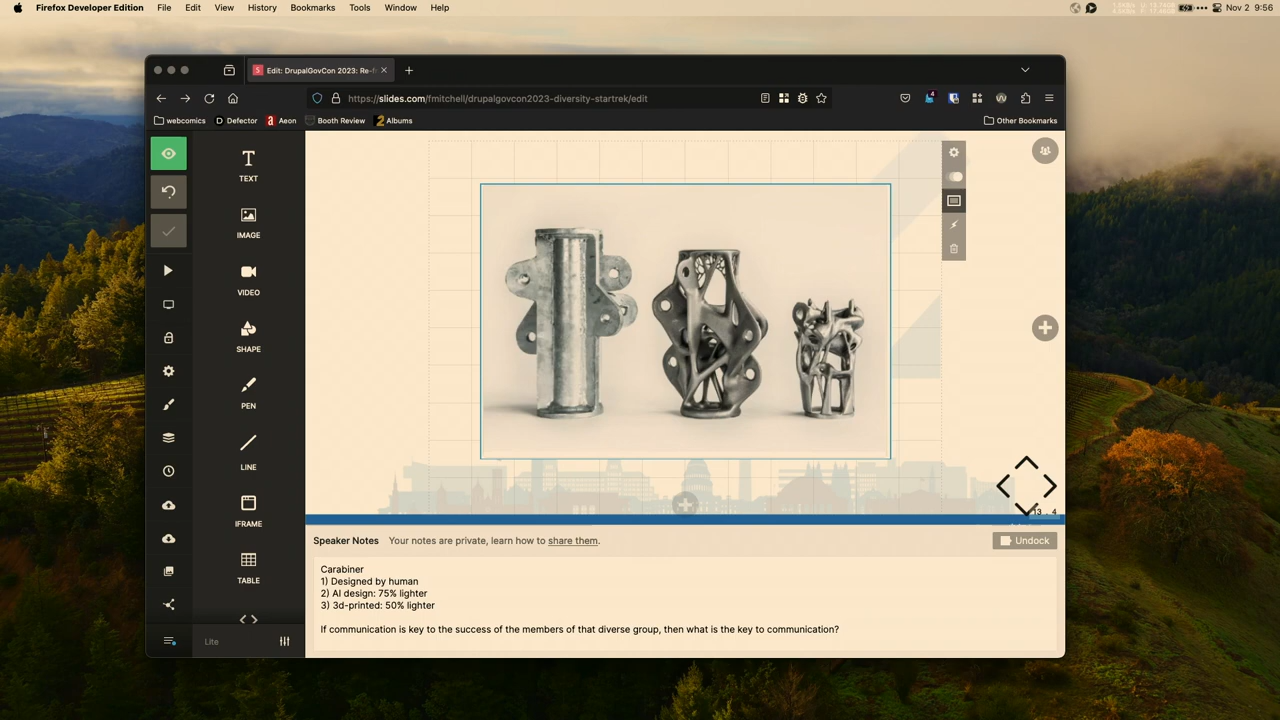 Firefox Developer Edition File Edit View History Bookmarks Tools Window Help
Nov 2 9:56
Edit: DrupalGovCon 2023: Re-f
https://slides.com/fmitchell/drupalgovcon2023-diversity-startrek/edit
4
webcomics D Defector a Aeon Booth Review 2 Albums Other Bookmarks
T
TEXT
IMAGE
VIDEO
SHAPE
PEN
LINE
IFRAME
TABLE
Lite
13 . 4
Speaker Notes Your notes are private, learn how to share them. Undock
Carabiner
1) Designed by human
2) AI design: 75% lighter
3) 3d-printed: 50% lighter
If communication is key to the success of the members of that diverse group, then what is the key to communication?